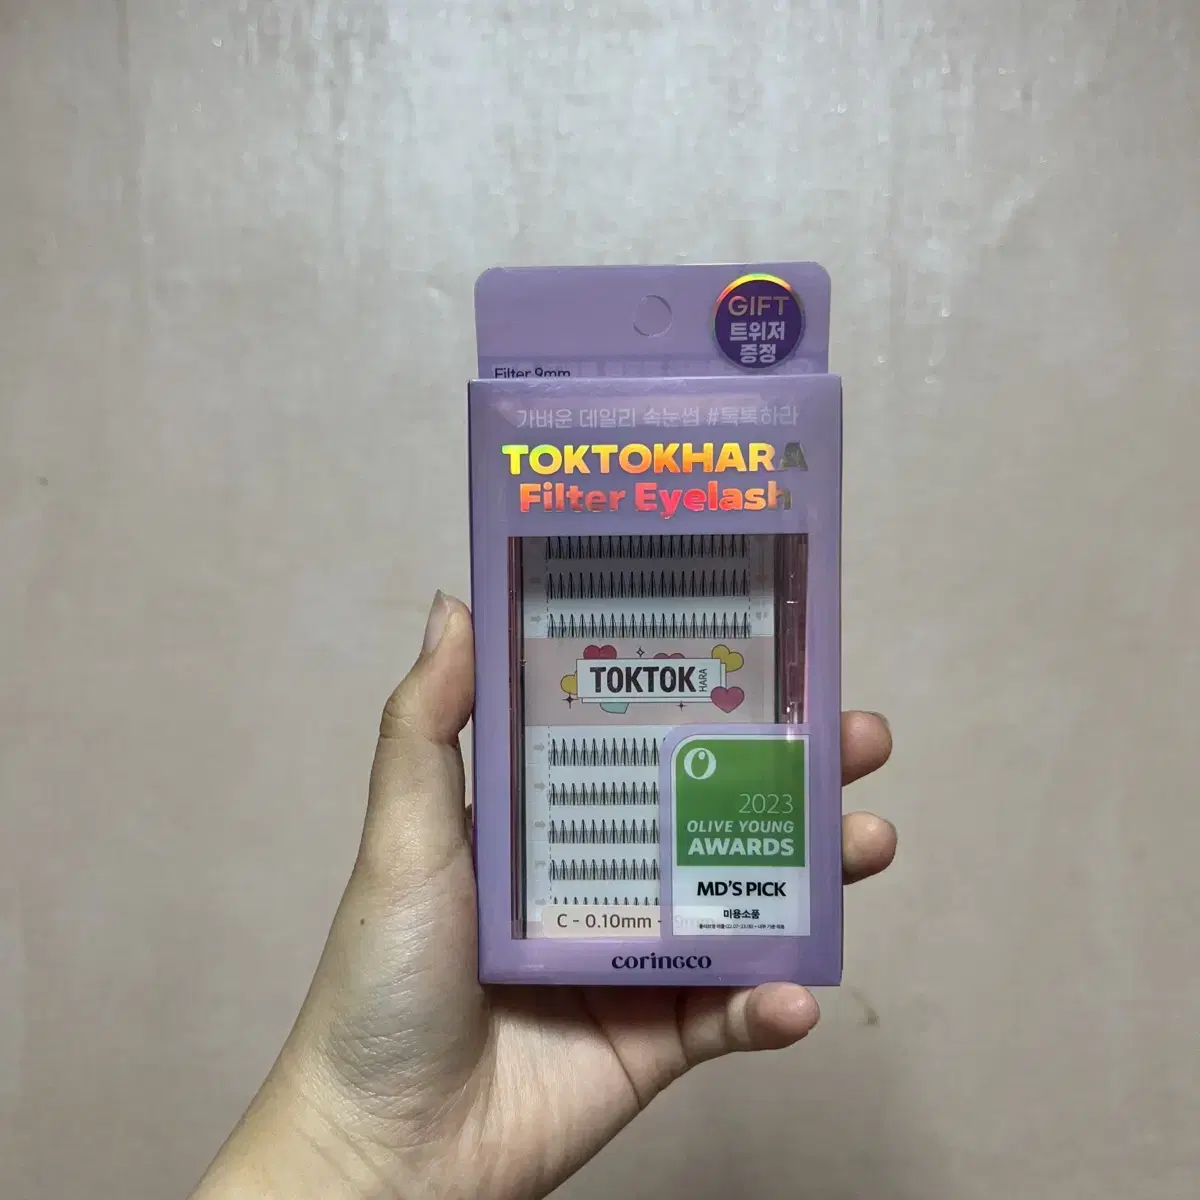 GIFT
트위저
증정
Filter 9mm
가벼운 데일리 속눈썹 #톡톡하라
TOKTOKHARA
Filter Eyelash
TOKTOK
HARA
2023
OLIVE YOUNG
AWARDS
MD'S PICK
미용소품
C - 0.10mm - 9mm
coringco